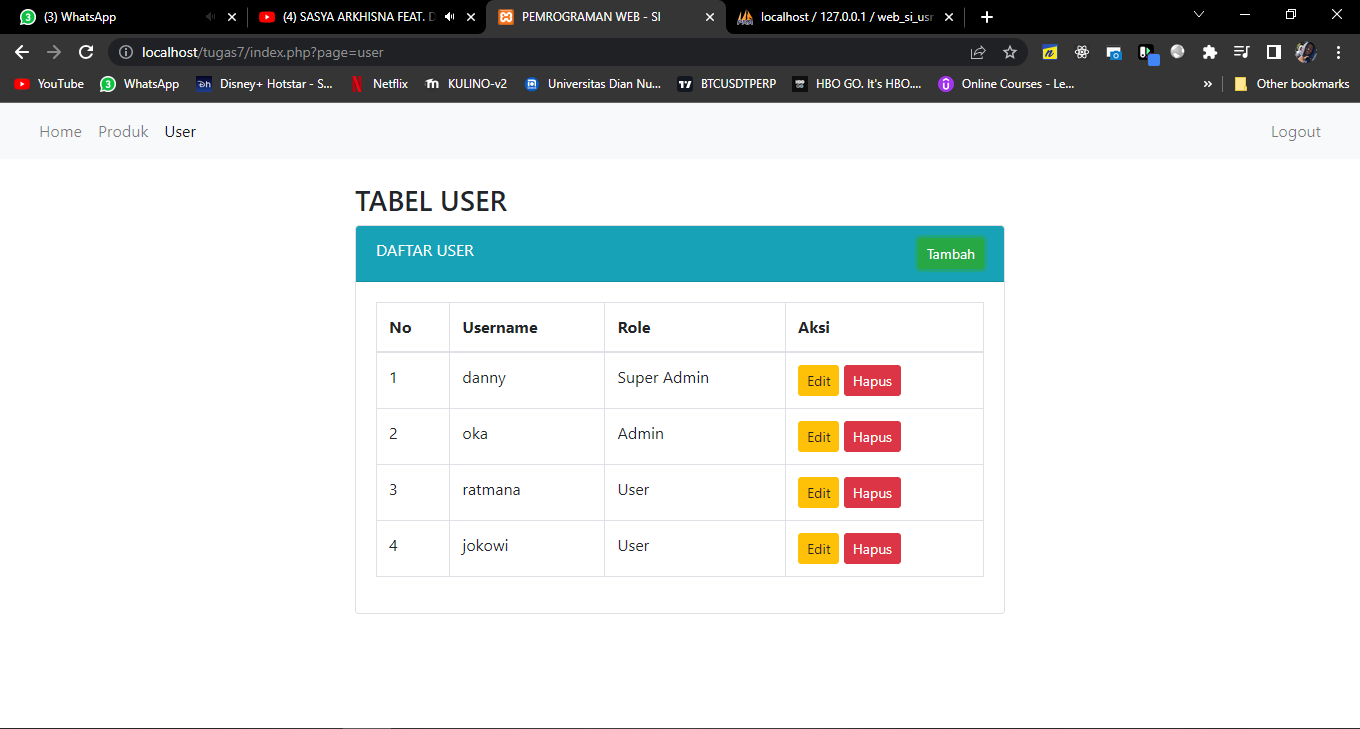 (3) WhatsApp
(4) SASYA ARKHISNA FEAT. D
PEMROGRAMAN WEB - SI
localhost / 127.0.0.1 / web_si_usr
localhost/tugas7/index.php?page=user
YouTube WhatsApp Disney+ Hotstar - S... Netflix KULINO-v2 Universitas Dian Nu... BTCUSDTPERP HBO GO. It's HBO.... Online Courses - Le... » Other bookmarks
Home Produk User Logout
TABEL USER
DAFTAR USER Tambah
No Username Role Aksi
1 danny Super Admin Edit Hapus
2 oka Admin Edit Hapus
3 ratmana User Edit Hapus
4 jokowi User Edit Hapus